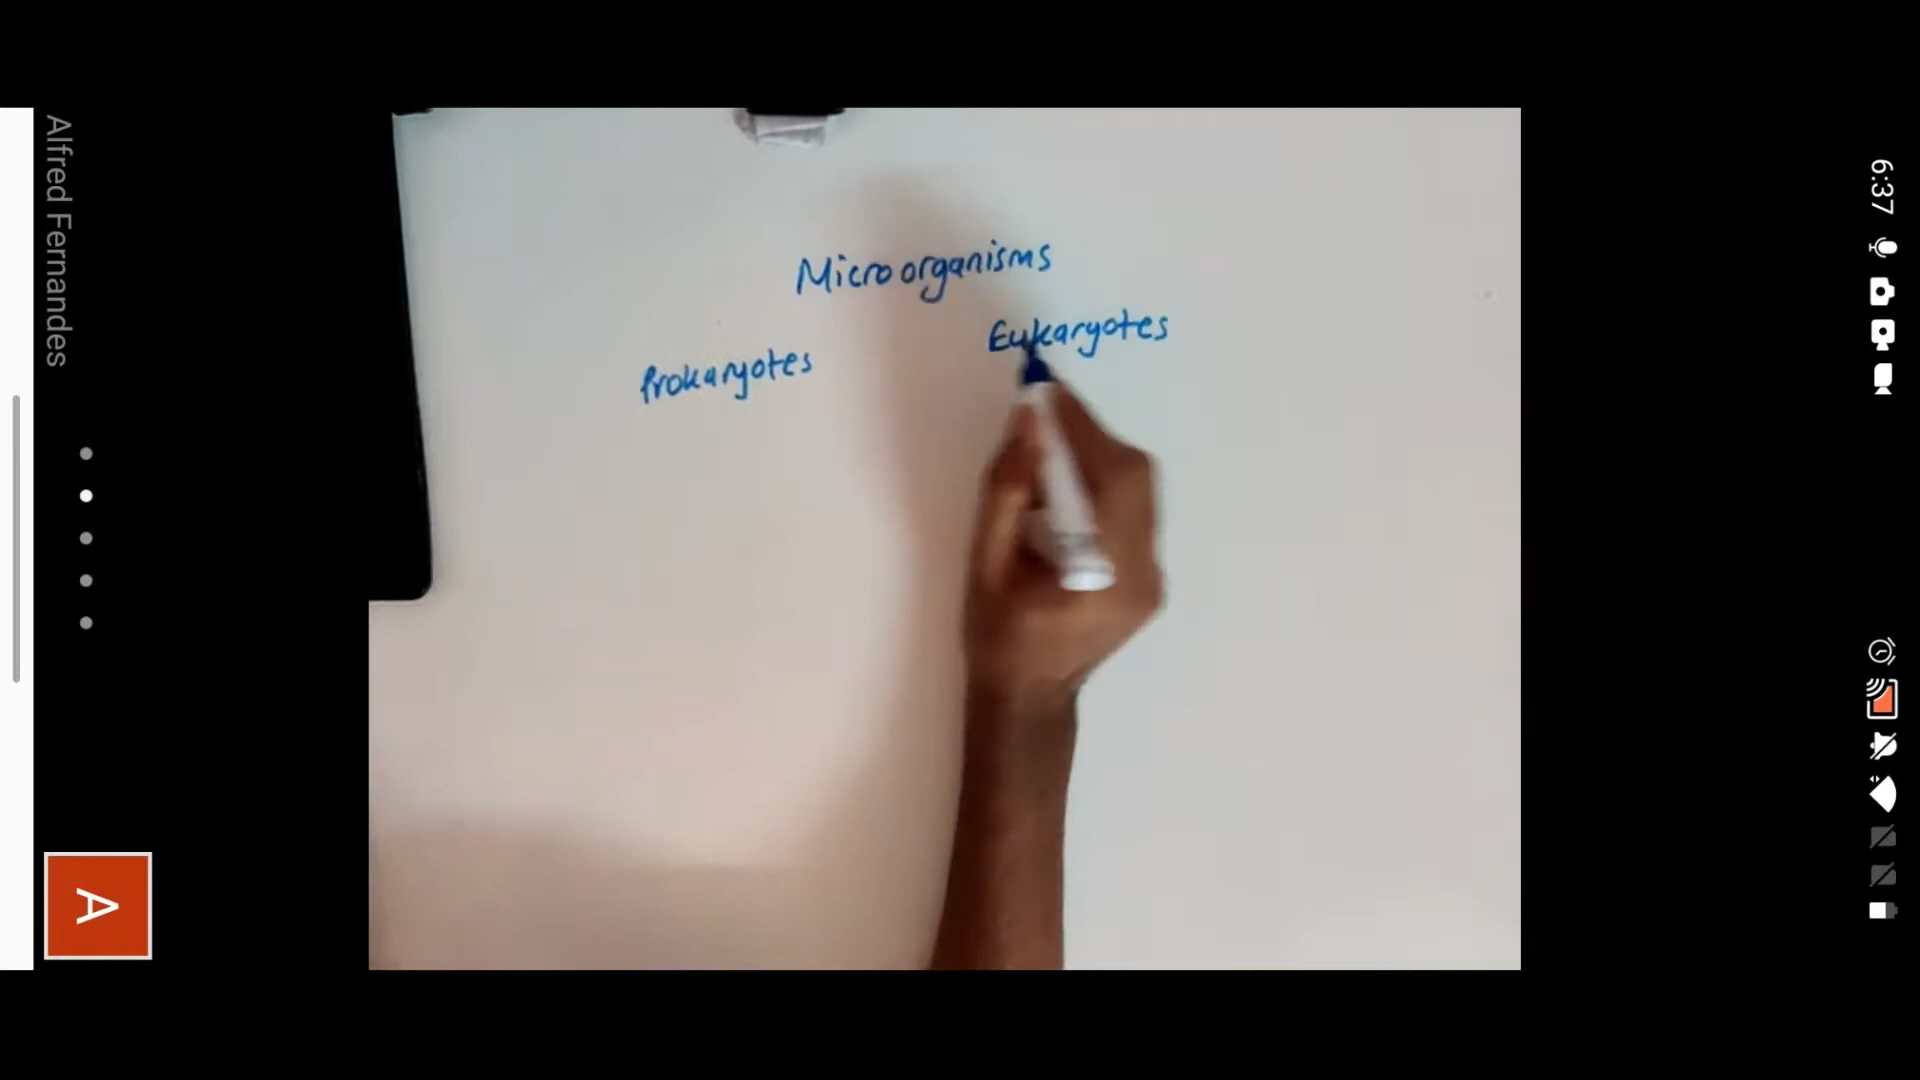 Alfred Fernandes
6:37
Microorganisms
Eukaryotes
Prokaryotes
A